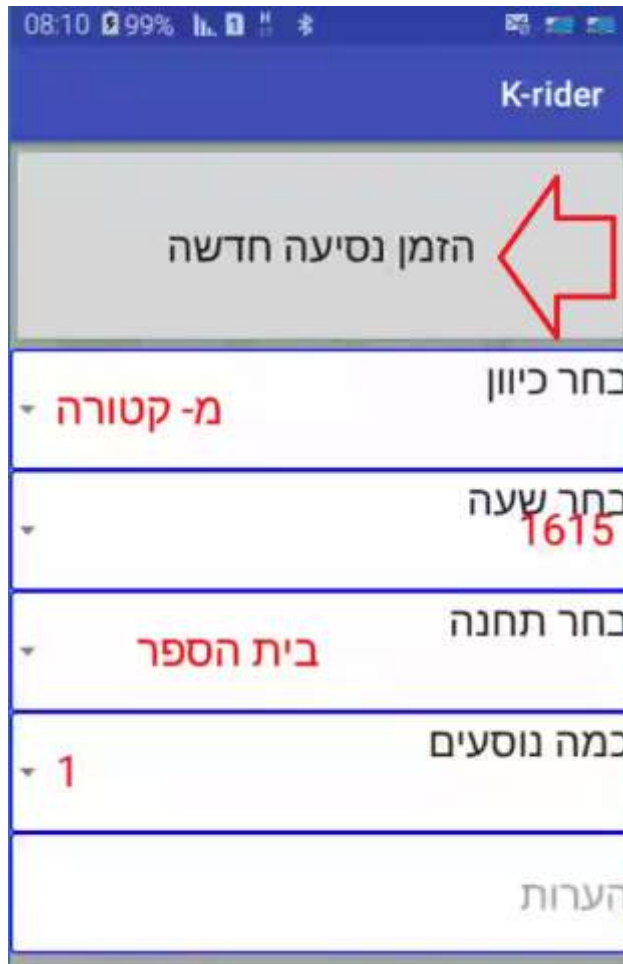 08:10 99%
K-rider
הזמן נסיעה חדשה
בחר כיוון
מ- קטורה
בחר שעה
1615
בחר תחנה
בית הספר
כמה נוסעים
1
הערות